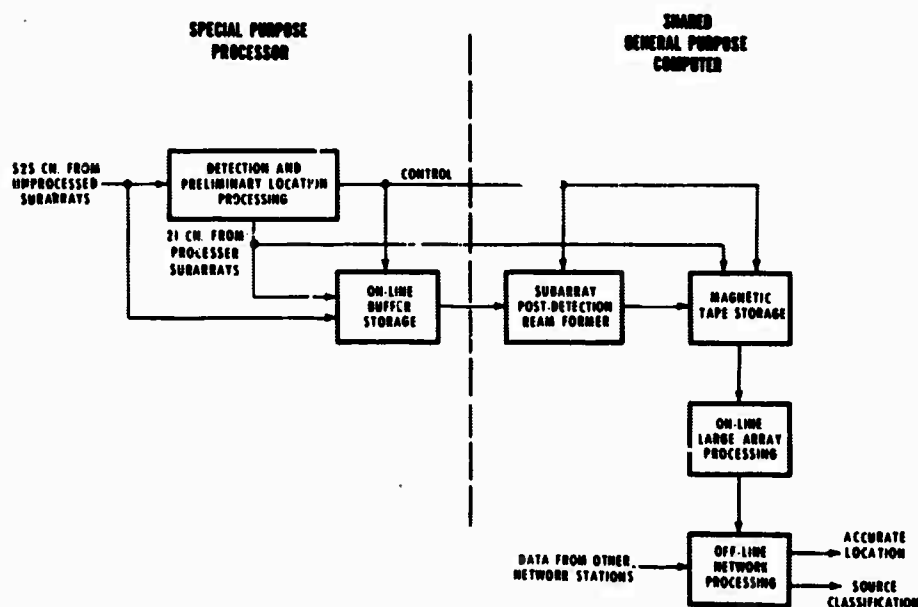 SPECIAL PURPOSE
PROCESSOR
SHARED
GENERAL PURPOSE
COMPUTER
525 CH. FROM
UNPROCESSED
SUBARRAYS
DETECTION AND
PRELIMINARY LOCATION
PROCESSING
CONTROL
21 CH. FROM
PROCESSER
SUBARRAYS
ON-LINE
BUFFER
STORAGE
SUBARRAY
POST-DETECTION
BEAM FORMER
MAGNETIC
TAPE STORAGE
ON-LINE
LARGE ARRAY
PROCESSING
DATA FROM OTHER
NETWORK STATIONS
OFF-LINE
NETWORK
PROCESSING
ACCURATE
LOCATION
SOURCE
CLASSIFICATION